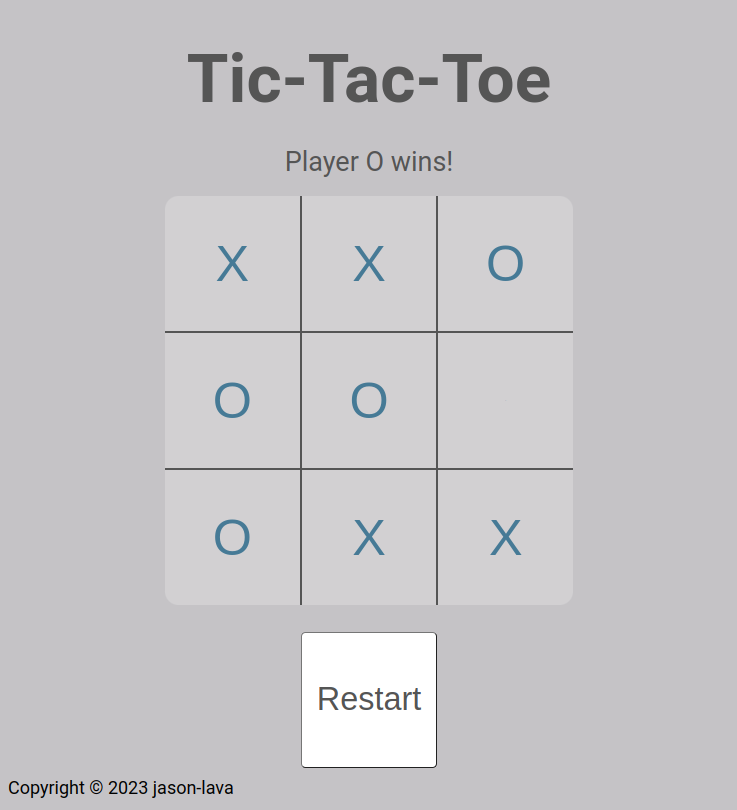 Tic-Tac-Toe
Player O wins!
X X O
O O
O X X
Restart
Copyright © 2023 jason-lava